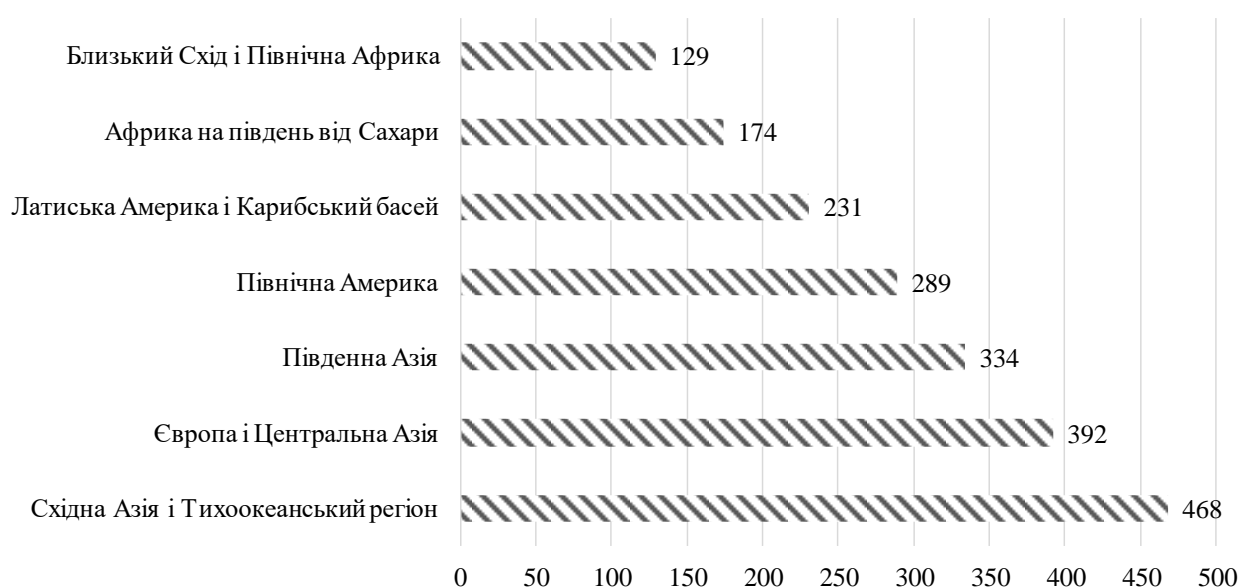 Близький Схід і Північна Африка 129
Африка на південь від Сахари 174
Латиська Америка і Карибський басей 231
Північна Америка 289
Південна Азія 334
Європа і Центральна Азія 392
Східна Азія і Тихоокеанський регіон 468
0 50 100 150 200 250 300 350 400 450 500